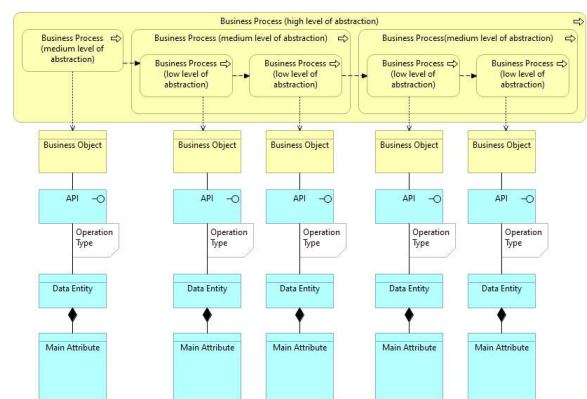 Business Process (high level of abstraction)
Business Process
(medium level of
abstraction)
Business Process (medium level of abstraction)
Business Process
(low level of
abstraction)
Business Process
(low level of
abstraction)
Business Process(medium level of abstraction)
Business Process
(low level of
abstraction)
Business Process
(low level of
abstraction)
Business Object
Business Object
Business Object
Business Object
Business Object
API
API
API
API
API
Operation
Type
Operation
Type
Operation
Type
Operation
Type
Operation
Type
Data Entity
Data Entity
Data Entity
Data Entity
Data Entity
Main Attribute
Main Attribute
Main Attribute
Main Attribute
Main Attribute